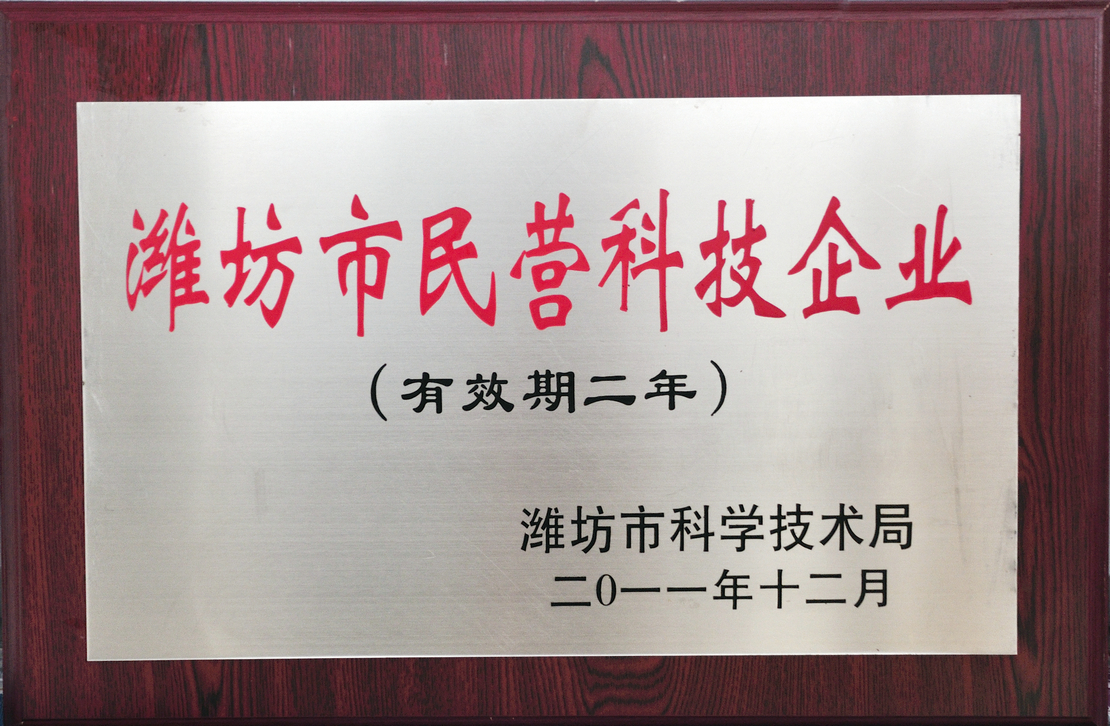 潍坊市民营科技企业
（有效期二年）
潍坊市科学技术局
二0一一年十二月